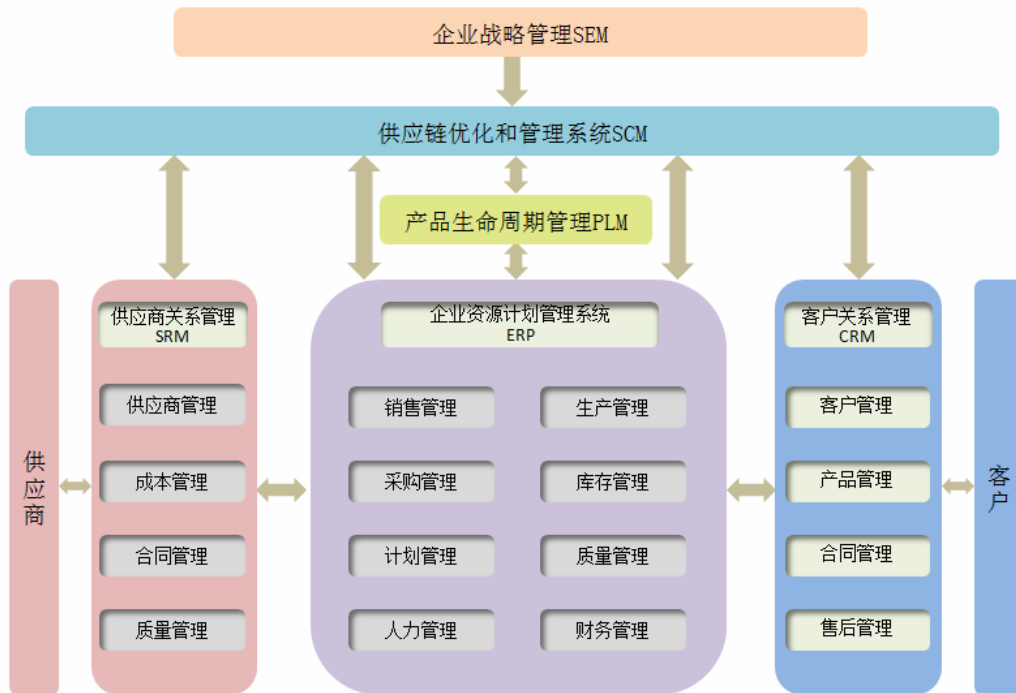 企业战略管理SEM
供应链优化和管理系统SCM
产品生命周期管理PLM
供应商
供应商关系管理
SRM
供应商管理
成本管理
合同管理
质量管理
企业资源计划管理系统
ERP
销售管理
生产管理
采购管理
库存管理
计划管理
质量管理
人力管理
财务管理
客户关系管理
CRM
客户管理
产品管理
合同管理
售后管理
客户